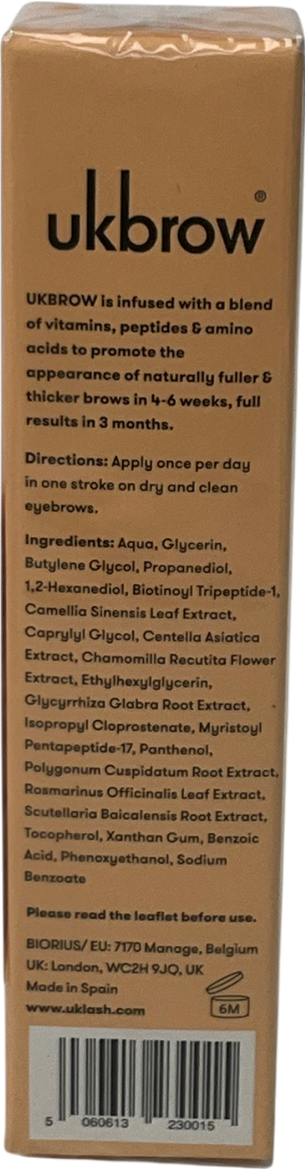 ukbrow®
UKBROW is infused with a blend
of vitamins, peptides & amino
acids to promote the
appearance of naturally fuller &
thicker brows in 4-6 weeks, full
results in 3 months.
Directions: Apply once per day
in one stroke on dry and clean
eyebrows.
Ingredients: Aqua, Glycerin,
Butylene Glycol, Propanediol,
1,2-Hexanediol, Biotinoyl Tripeptide-1,
Camellia Sinensis Leaf Extract,
Caprylyl Glycol, Centella Asiatica
Extract, Chamomilla Recutita Flower
Extract, Ethylhexylglycerin,
Glycyrrhiza Glabra Root Extract,
Isopropyl Cloprostenate, Myristoyl
Pentapeptide-17, Panthenol,
Polygonum Cuspidatum Root Extract,
Rosmarinus Officinalis Leaf Extract,
Scutellaria Baicalensis Root Extract,
Tocopherol, Xanthan Gum, Benzoic
Acid, Phenoxyethanol, Sodium
Benzoate
Please read the leaflet before use.
BIORIUS/ EU: 7170 Manage, Belgium
UK: London, WC2H 9JQ, UK
Made in Spain
www.uklash.com
6M
5 060613 230015